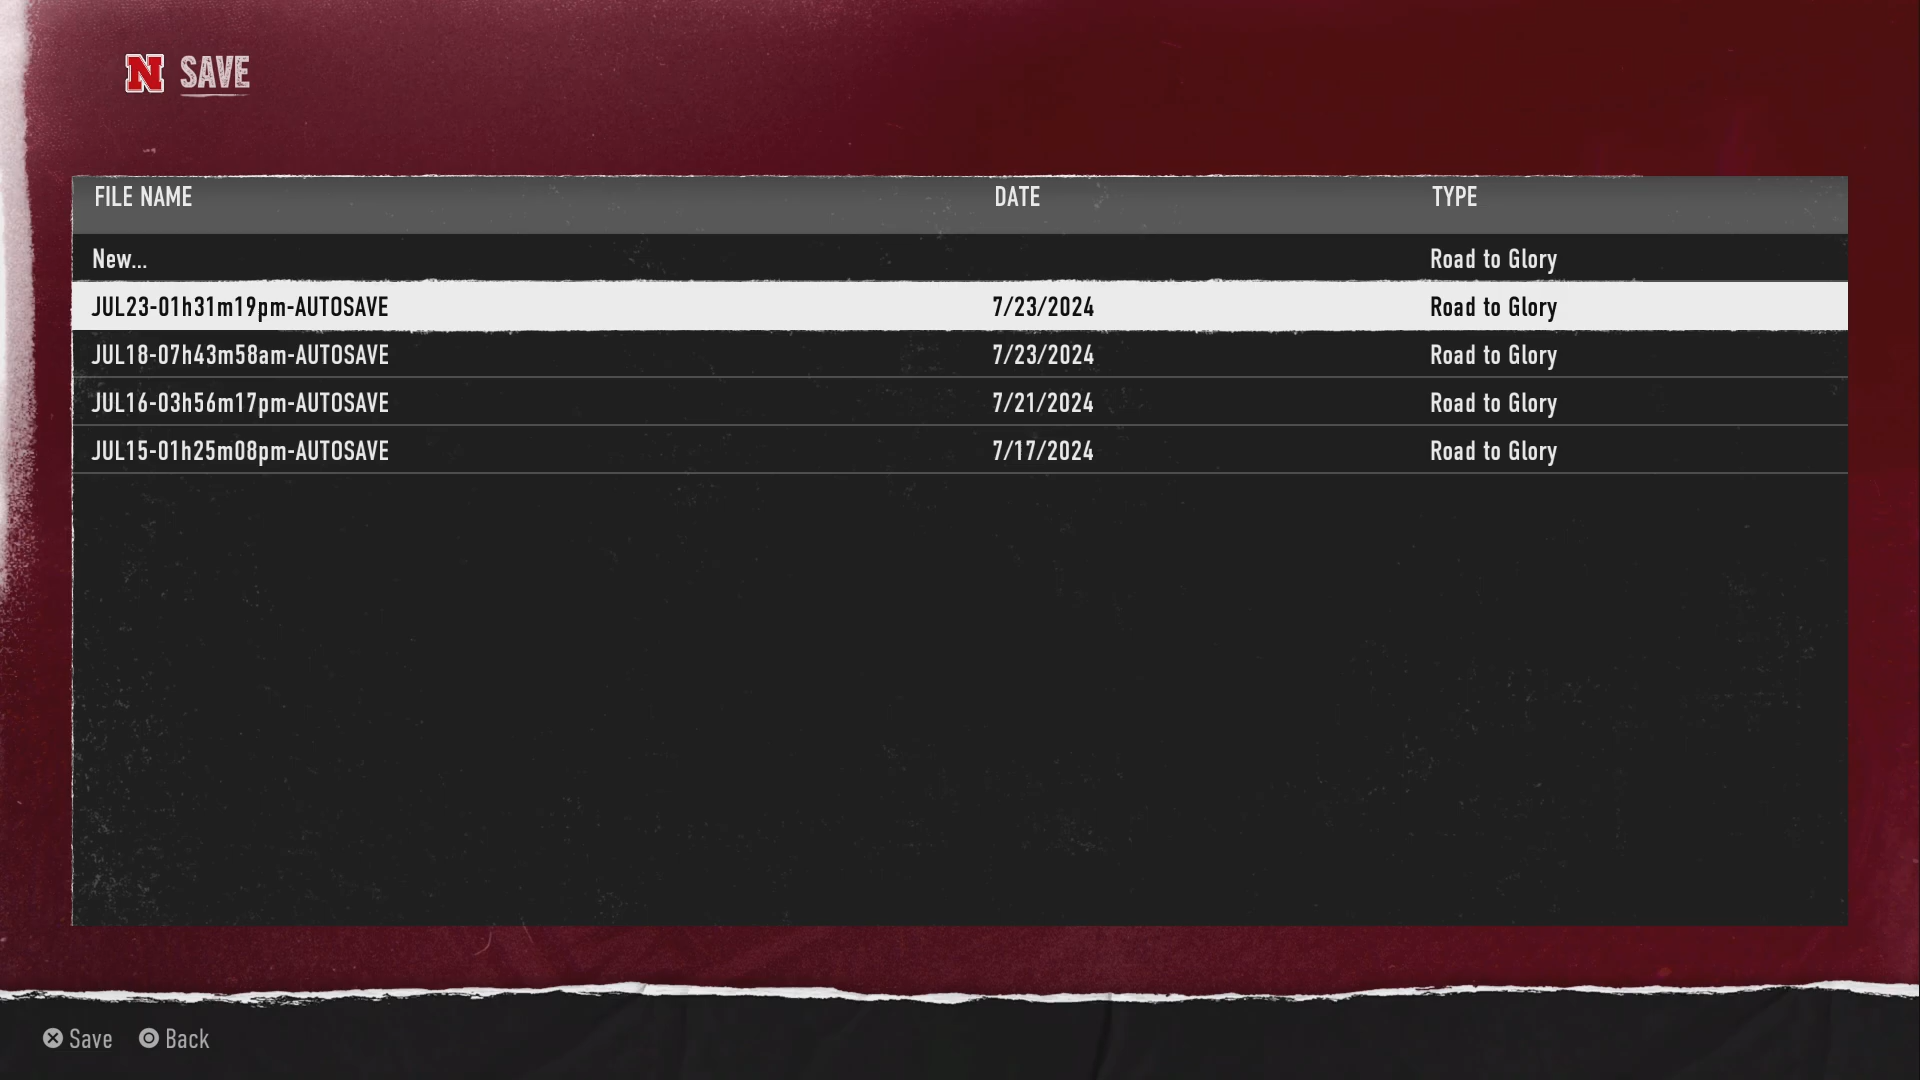 N SAVE
FILE NAME DATE TYPE
New... Road to Glory
JUL23-01h31m19pm-AUTOSAVE 7/23/2024 Road to Glory
JUL18-07h43m58am-AUTOSAVE 7/23/2024 Road to Glory
JUL16-03h56m17pm-AUTOSAVE 7/21/2024 Road to Glory
JUL15-01h25m08pm-AUTOSAVE 7/17/2024 Road to Glory
Save Back